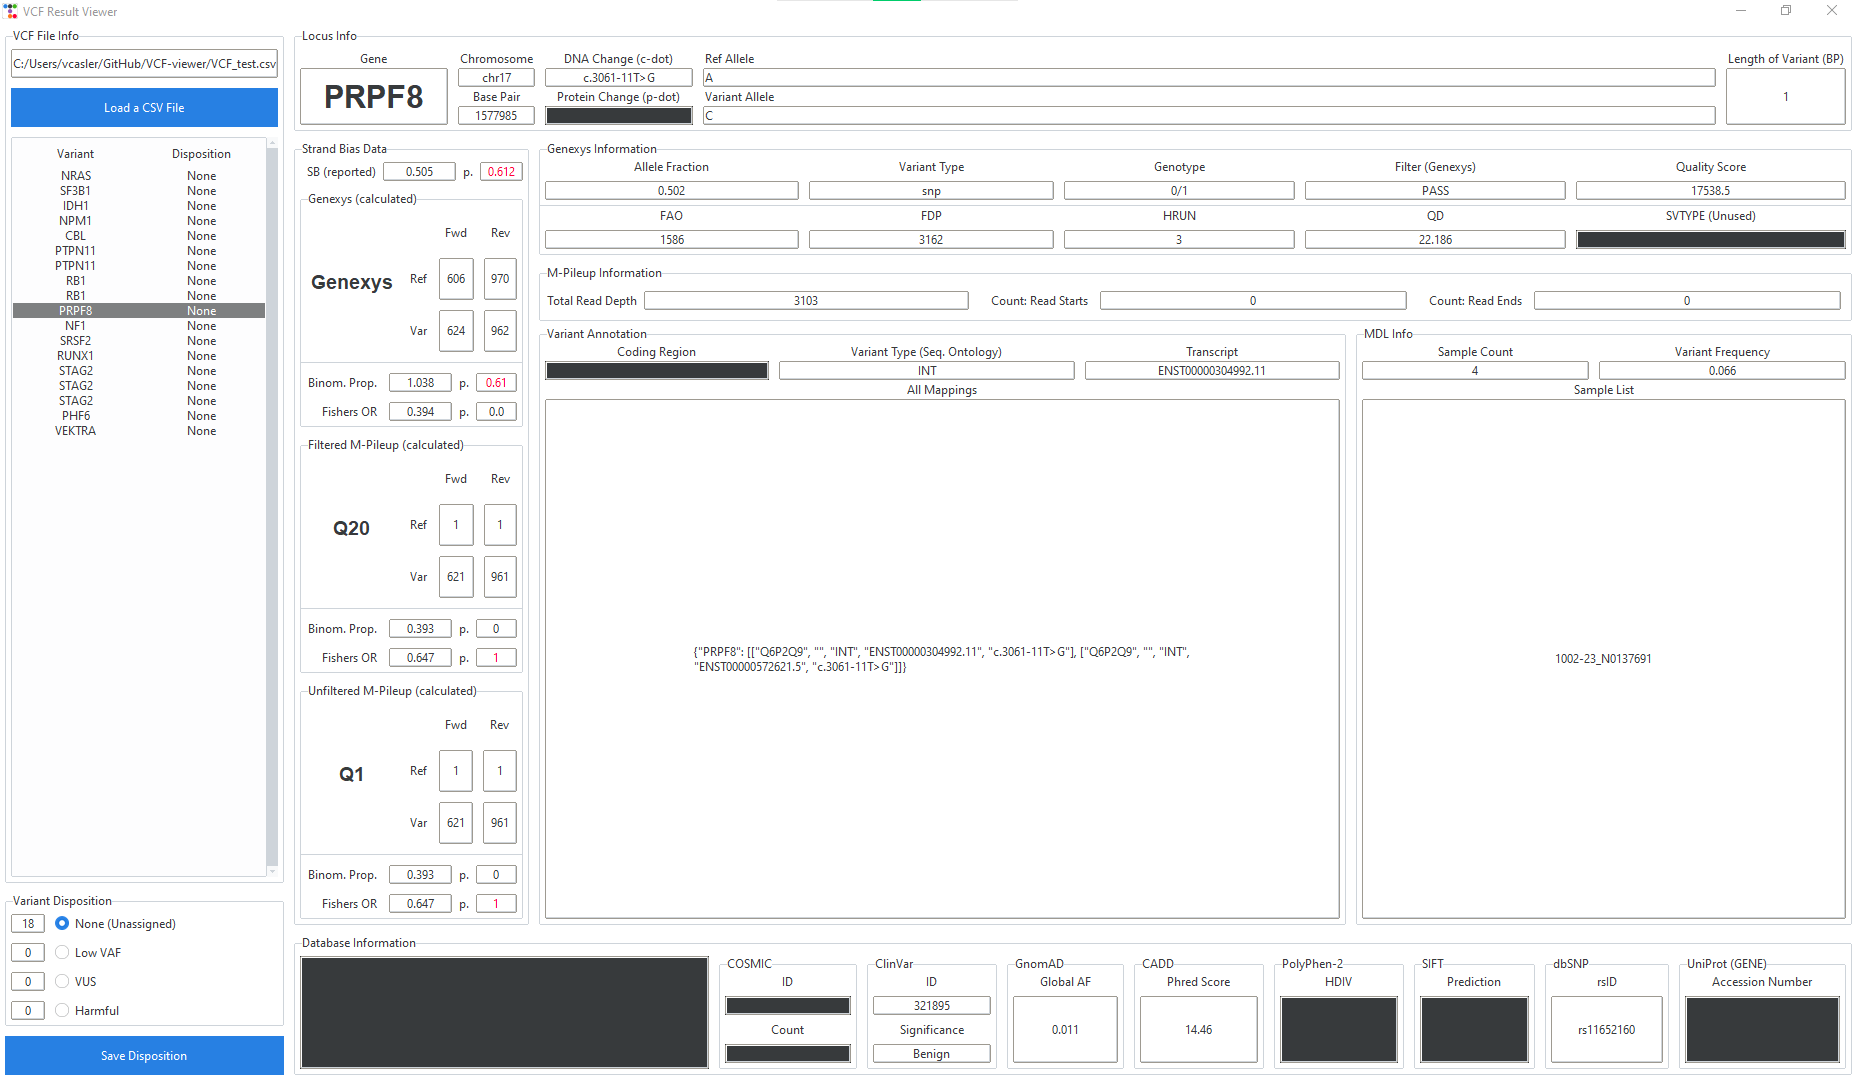 VCF Result Viewer
VCF File Info
C:/Users/vcasler/GitHub/VCF-viewer/VCF_test.csv
Load a CSV File
Variant Disposition
NRAS None
SF3B1 None
IDH1 None
NPM1 None
CBL None
PTPN11 None
PTPN11 None
RB1 None
RB1 None
PRPF8 None
NF1 None
SRSF2 None
RUNX1 None
STAG2 None
STAG2 None
STAG2 None
PHF6 None
VEKTRA None
Variant Disposition
18 None (Unassigned)
0 Low VAF
0 VUS
0 Harmful
Save Disposition
Locus Info
Gene Chromosome DNA Change (c-dot) Ref Allele Length of Variant (BP)
PRPF8 chr17 c.3061-11T>G A 1
Base Pair Protein Change (p-dot) Variant Allele
1577985 C
Strand Bias Data
SB (reported) 0.505 p. 0.612
Genexys (calculated)
Fwd Rev
Genexys Ref 606 970
Var 624 962
Binom. Prop. 1.038 p. 0.61
Fishers OR 0.394 p. 0.0
Filtered M-Pileup (calculated)
Fwd Rev
Q20 Ref 1 1
Var 621 961
Binom. Prop. 0.393 p. 0
Fishers OR 0.647 p. 1
Unfiltered M-Pileup (calculated)
Fwd Rev
Q1 Ref 1 1
Var 621 961
Binom. Prop. 0.393 p. 0
Fishers OR 0.647 p. 1
Genexys Information
Allele Fraction Variant Type Genotype Filter (Genexys) Quality Score
0.502 snp 0/1 PASS 17538.5
FAO FDP HRUN QD SVTYPE (Unused)
1586 3162 3 22.186
M-Pileup Information
Total Read Depth 3103 Count: Read Starts 0 Count: Read Ends 0
Variant Annotation
Coding Region Variant Type (Seq. Ontology) Transcript
INT ENST00000304992.11
All Mappings
{"PRPF8": [["Q6P2Q9", "", "INT", "ENST00000304992.11", "c.3061-11T>G"], ["Q6P2Q9", "", "INT",
"ENST00000572621.5", "c.3061-11T>G"]]}
MDL Info
Sample Count Variant Frequency
4 0.066
Sample List
1002-23_N0137691
Database Information
COSMIC
ID
Count
ClinVar
ID
321895
Significance
Benign
GnomAD
Global AF
0.011
CADD
Phred Score
14.46
PolyPhen-2
HDIV
SIFT
Prediction
dbSNP
rsID
rs11652160
UniProt (GENE)
Accession Number